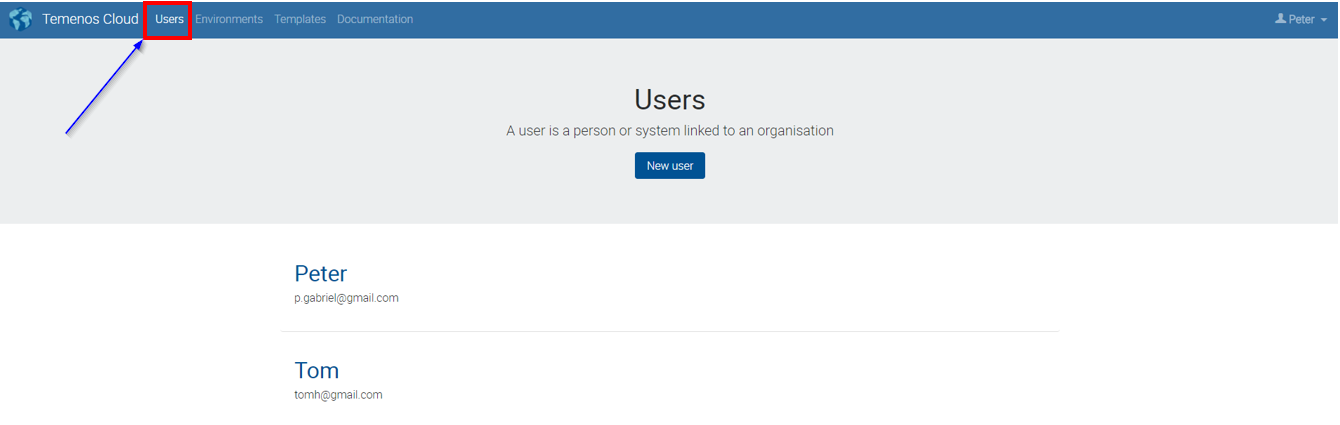 Temenos Cloud Users Environments Templates Documentation Peter
Users
A user is a person or system linked to an organisation
New user
Peter
p.gabriel@gmail.com
Tom
tomh@gmail.com